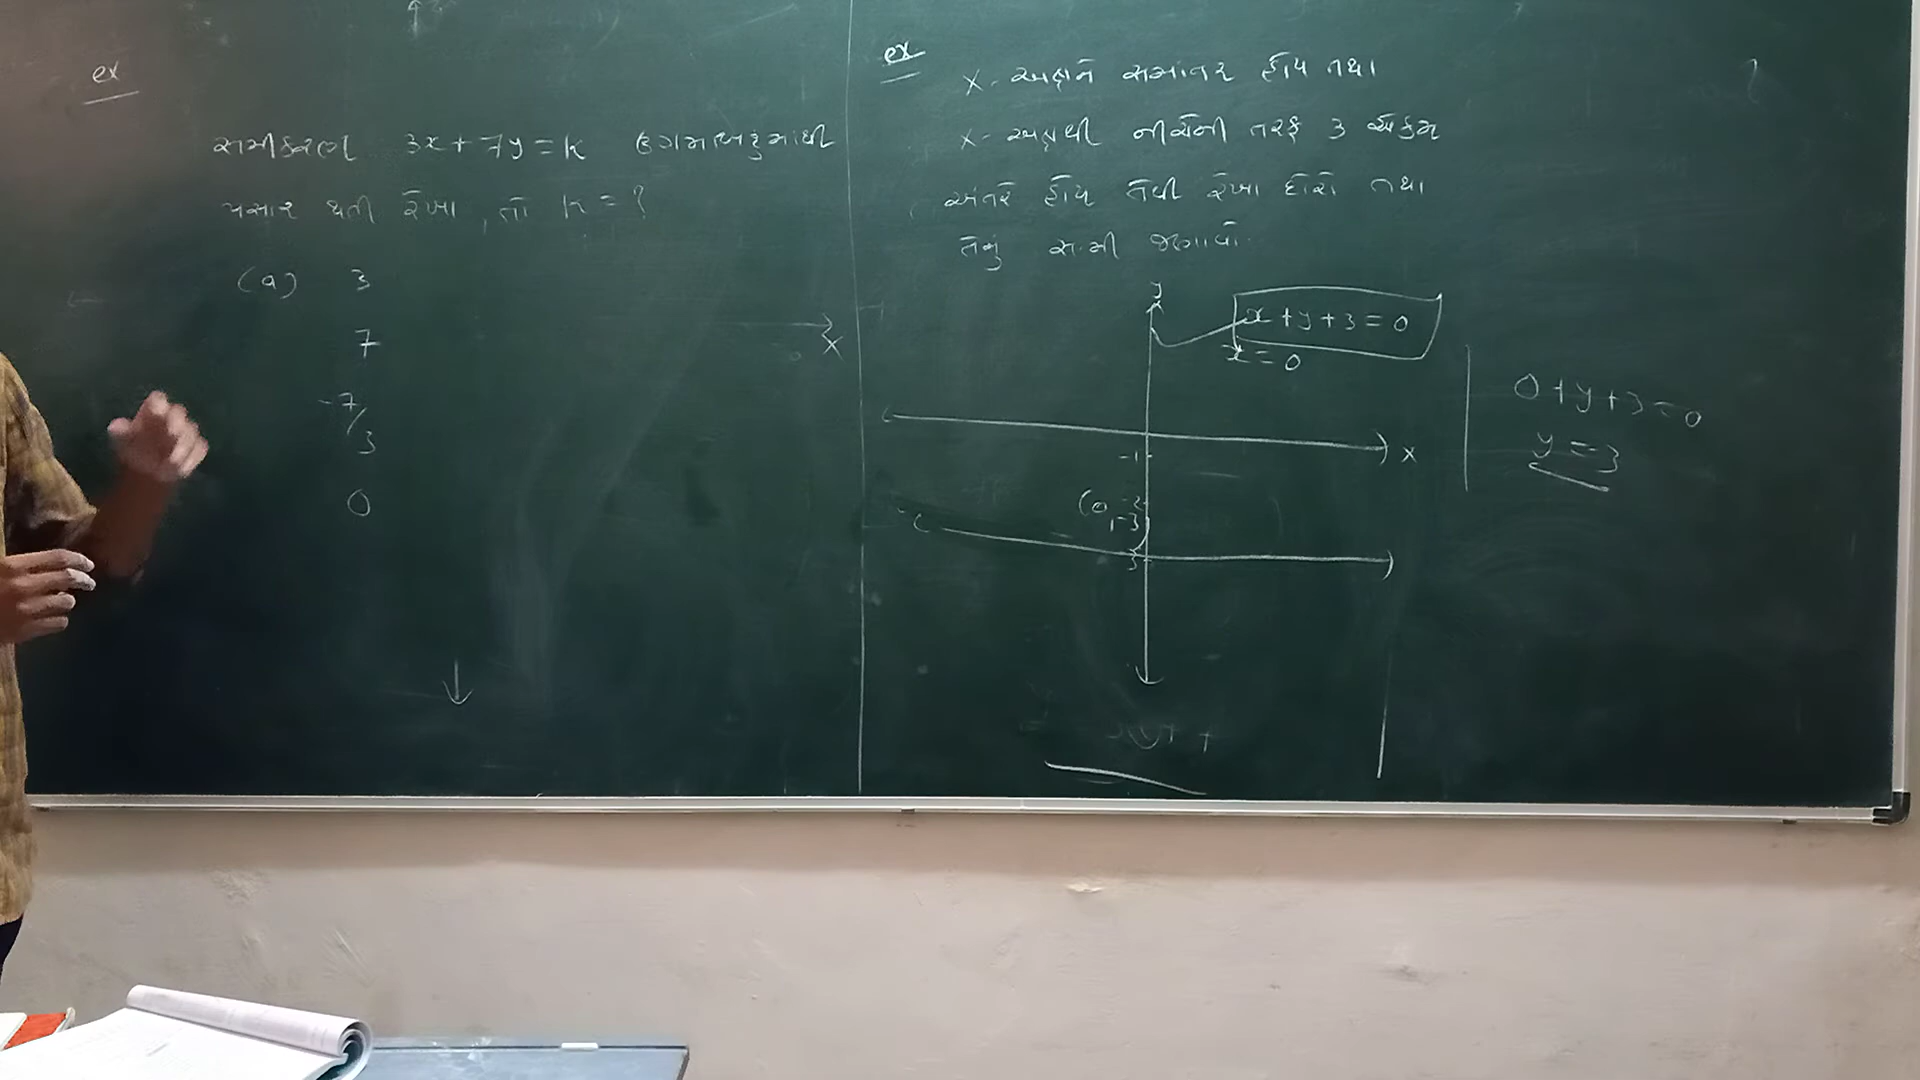 ex
સમીકરણ 3x + 7y = k ઉગમબિંદુમાંથી
પસાર થતી રેખા, તો k = ?
(a) 3
7
-7/3
0
x
ex
x-અક્ષને સમાંતર હોય તથા
x-અક્ષથી નીચેની તરફ 3 એકમ
અંતરે હોય તેવી રેખા દોરો તથા
તેનું સ.મી જણાવો.
y
x + y + 3 = 0
x = 0
0 + y + 3 = 0
y = -3
x
-1
-2
(0, -3)